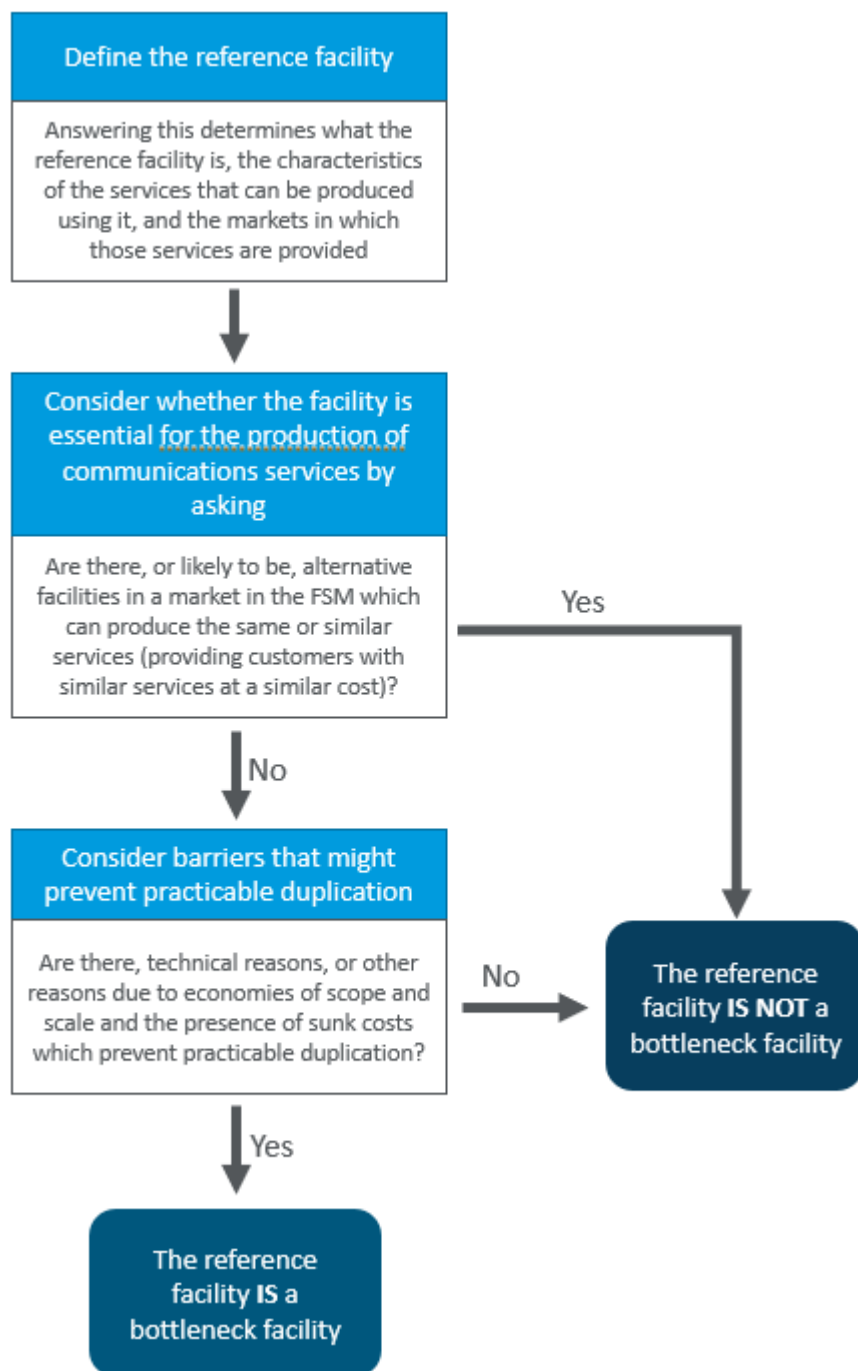 Define the reference facility
Answering this determines what the
reference facility is, the characteristics
of the services that can be produced
using it, and the markets in which
those services are provided
Consider whether the facility is
essential for the production of
communications services by
asking
Are there, or likely to be, alternative
facilities in a market in the FSM which
can produce the same or similar
services (providing customers with
similar services at a similar cost)?
Yes
No
Consider barriers that might
prevent practicable duplication
Are there, technical reasons, or other
reasons due to economies of scope and
scale and the presence of sunk costs
which prevent practicable duplication?
No
The reference
facility IS NOT a
bottleneck facility
Yes
The reference
facility IS a
bottleneck facility